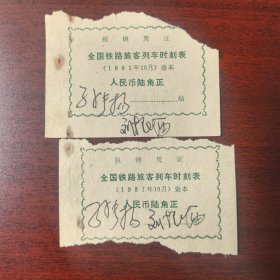 报销凭证
全国铁路旅客列车时刻表
(1981年10月)壹本
人民币陆角正
站
报销凭证
全国铁路旅客列车时刻表
(1981年10月)壹本
人民币陆角正